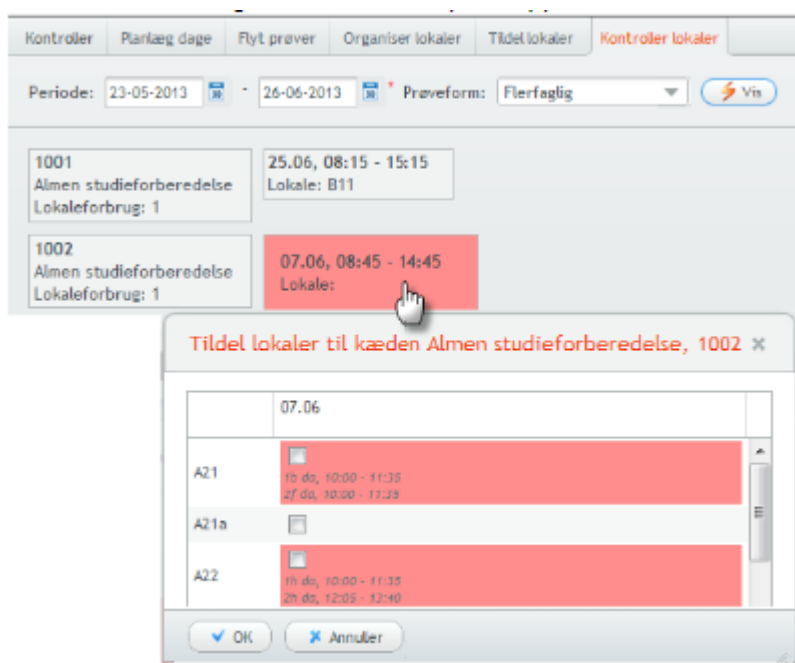 Kontroller Planlæg dage Flyt prøver Organiser lokaler Tildel lokaler Kontroller lokaler
Periode: 23-05-2013 - 26-06-2013 * Prøveform: Flerfaglig Vis
1001
Almen studieforberedelse
Lokaleforbrug: 1
25.06, 08:15 - 15:15
Lokale: B11
1002
Almen studieforberedelse
Lokaleforbrug: 1
07.06, 08:45 - 14:45
Lokale:
Tildel lokaler til kæden Almen studieforberedelse, 1002
07.06
A21
1b da, 10:00 - 11:35
2f da, 10:00 - 11:35
A21a
A22
1h da, 10:00 - 11:35
2h da, 12:05 - 13:40
OK Annuller